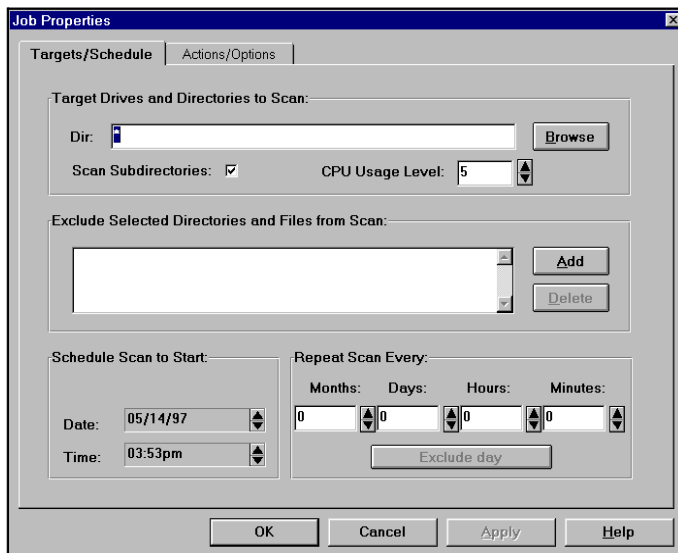 Job Properties
Targets/Schedule Actions/Options
Target Drives and Directories to Scan:
Dir: * Browse
Scan Subdirectories: CPU Usage Level: 5
Exclude Selected Directories and Files from Scan:
Add
Delete
Schedule Scan to Start: Repeat Scan Every:
Months: Days: Hours: Minutes:
Date: 05/14/97 0 0 0 0
Time: 03:53pm Exclude day
OK Cancel Apply Help